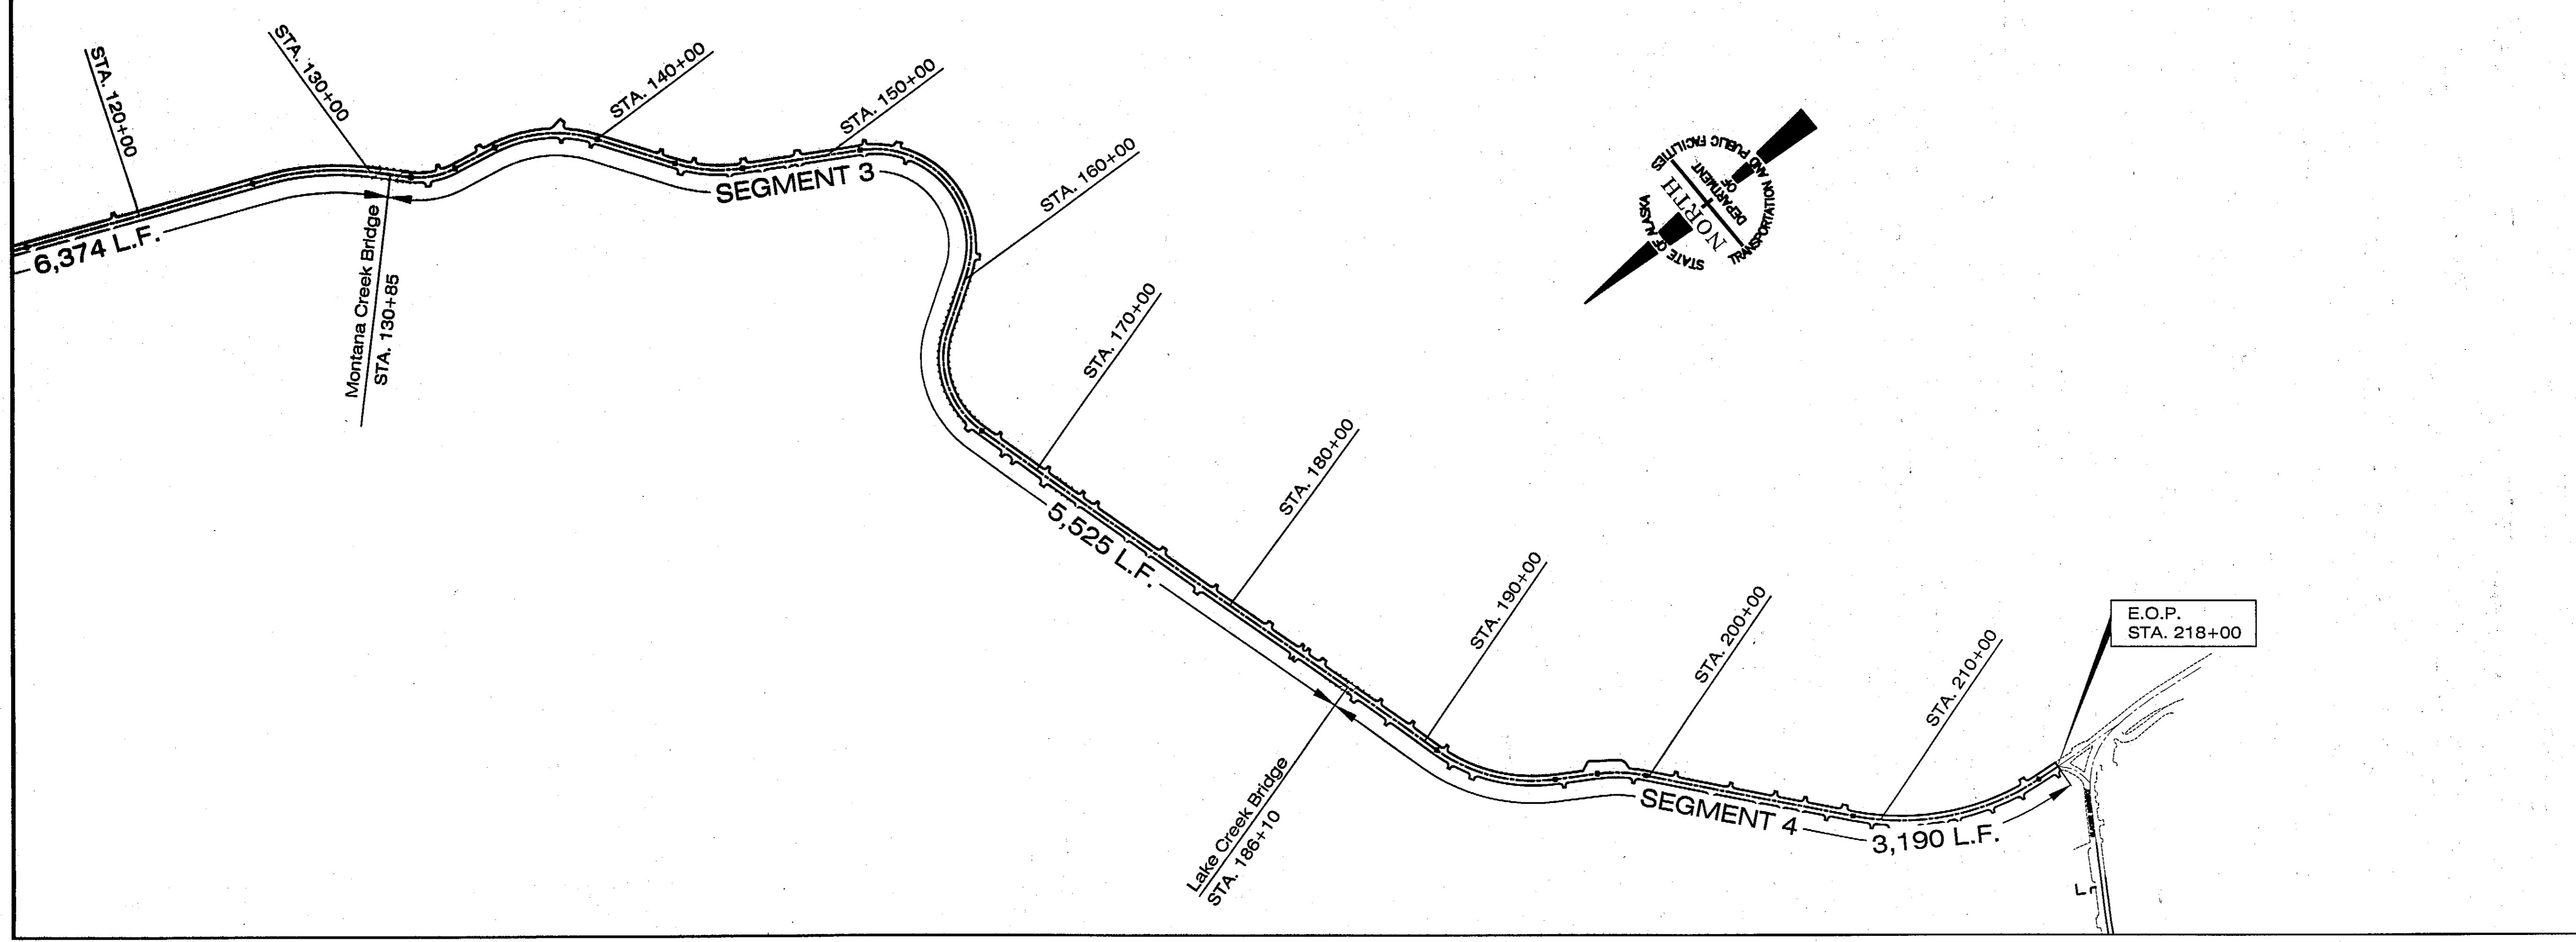 STA. 120+00
STA. 130+00
STA. 140+00
STA. 150+00
STA. 160+00
STA. 170+00
STA. 180+00
STA. 190+00
STA. 200+00
STA. 210+00
6,374 L.F.
Montana Creek Bridge
STA. 130+85
SEGMENT 3
5,525 L.F.
Lake Creek Bridge
STA. 186+10
SEGMENT 4
3,190 L.F.
E.O.P.
STA. 218+00
STATE OF ALASKA
NORTH
DEPARTMENT
OF
TRANSPORTATION AND PUBLIC FACILITIES
L